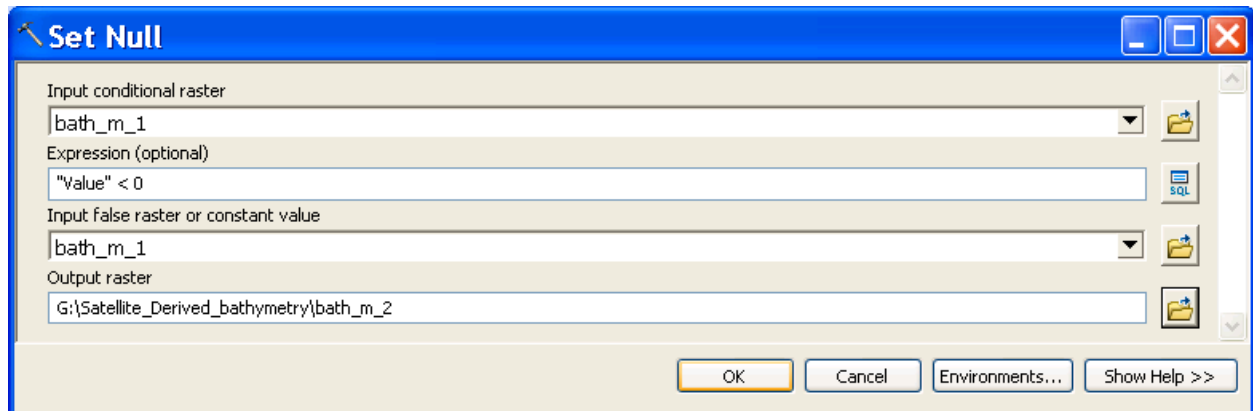 Set Null
Input conditional raster
bath_m_1
Expression (optional)
"Value" < 0
SQL
Input false raster or constant value
bath_m_1
Output raster
G:\Satellite_Derived_bathymetry\bath_m_2
OK Cancel Environments... Show Help >>